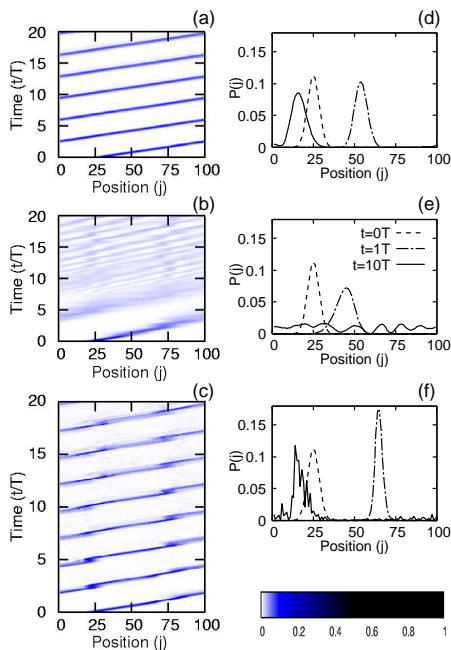 (a)
20
15
10
5
0
Time (t/T)
0 25 50 75 100
Position (j)
(d)
0.15
0.1
0.05
0
P(j)
0 25 50 75 100
Position (j)
(b)
20
15
10
5
0
Time (t/T)
0 25 50 75 100
Position (j)
(e)
t=0T
t=1T
t=10T
0.15
0.1
0.05
0
P(j)
0 25 50 75 100
Position (j)
(c)
20
15
10
5
0
Time (t/T)
0 25 50 75 100
Position (j)
(f)
0.15
0.1
0.05
0
P(j)
0 25 50 75 100
Position (j)
0 0.2 0.4 0.6 0.8 1